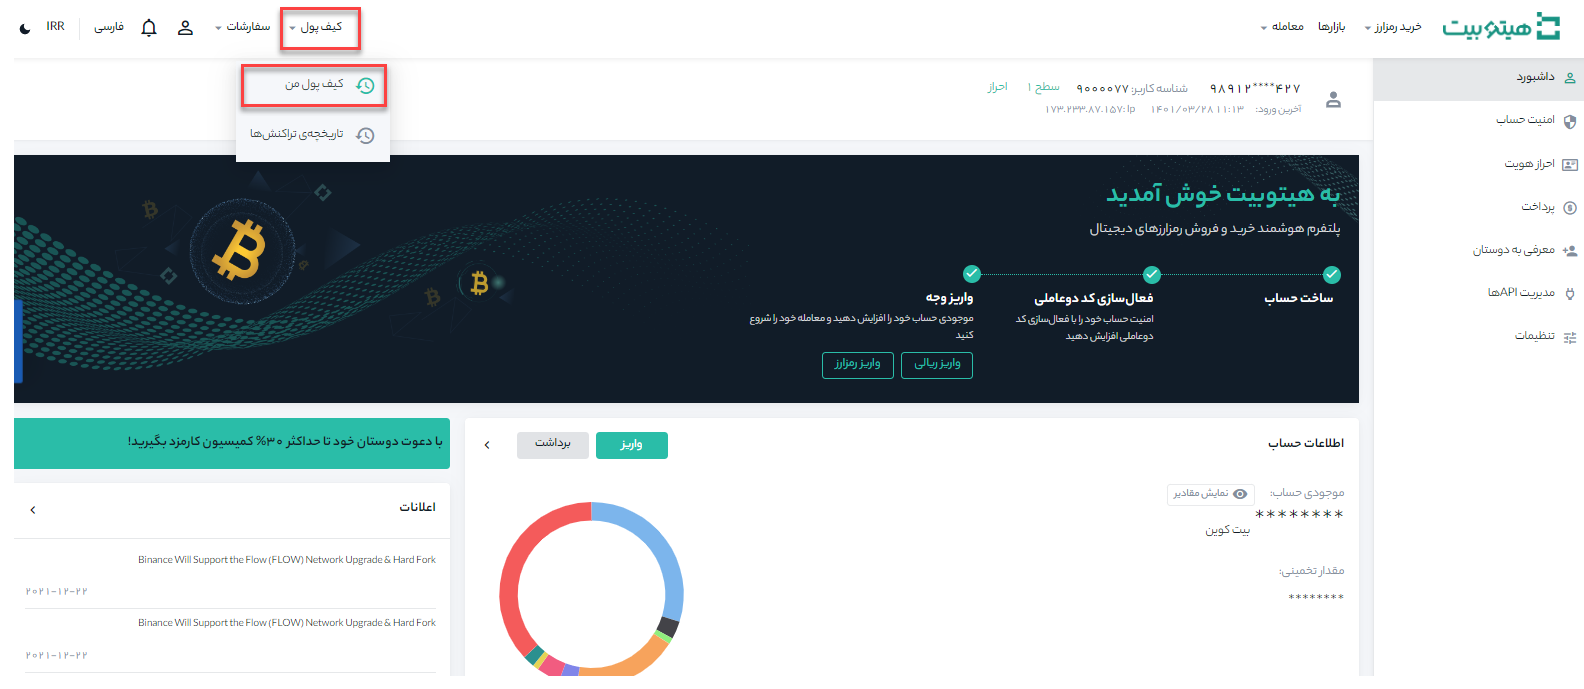 هیتوبیت
خرید رمزارز
بازارها
معامله
کیف پول
سفارشات
فارسی
IRR
کیف پول من
تاریخچه‌ی تراکنش‌ها
داشبورد
امنیت حساب
احراز هویت
پرداخت
معرفی به دوستان
مدیریت APIها
تنظیمات
۹۸۹۱۲****۴۲۷
شناسه کاربر: ۹۰۰۰۰۷۷
سطح ۱
احراز
آخرین ورود: ۱۴۰۱/۰۳/۲۸ ۱۱:۱۳ Ip :۱۷۳.۲۳۳.۸۷.۱۵۷
به هیتوبیت خوش آمدید
پلتفرم هوشمند خرید و فروش رمزارزهای دیجیتال
ساخت حساب
فعال‌سازی کد دوعاملی
امنیت حساب خود را با فعال‌سازی کد
دوعاملی افزایش دهید
واریز وجه
موجودی حساب خود را افزایش دهید و معامله خود را شروع
کنید
واریز ریالی
واریز رمزارز
اطلاعات حساب
واریز
برداشت
موجودی حساب:
نمایش مقادیر
********
بیت کوین
مقدار تخمینی:
********
با دعوت دوستان خود تا حداکثر ۳۰% کمیسیون کارمزد بگیرید!
اعلانات
Binance Will Support the Flow (FLOW) Network Upgrade & Hard Fork
۲۰۲۱-۱۲-۲۲
Binance Will Support the Flow (FLOW) Network Upgrade & Hard Fork
۲۰۲۱-۱۲-۲۲